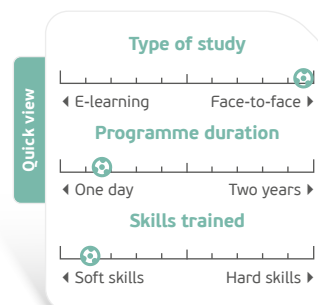 Quick view
Type of study
E-learning Face-to-face
Programme duration
One day Two years
Skills trained
Soft skills Hard skills